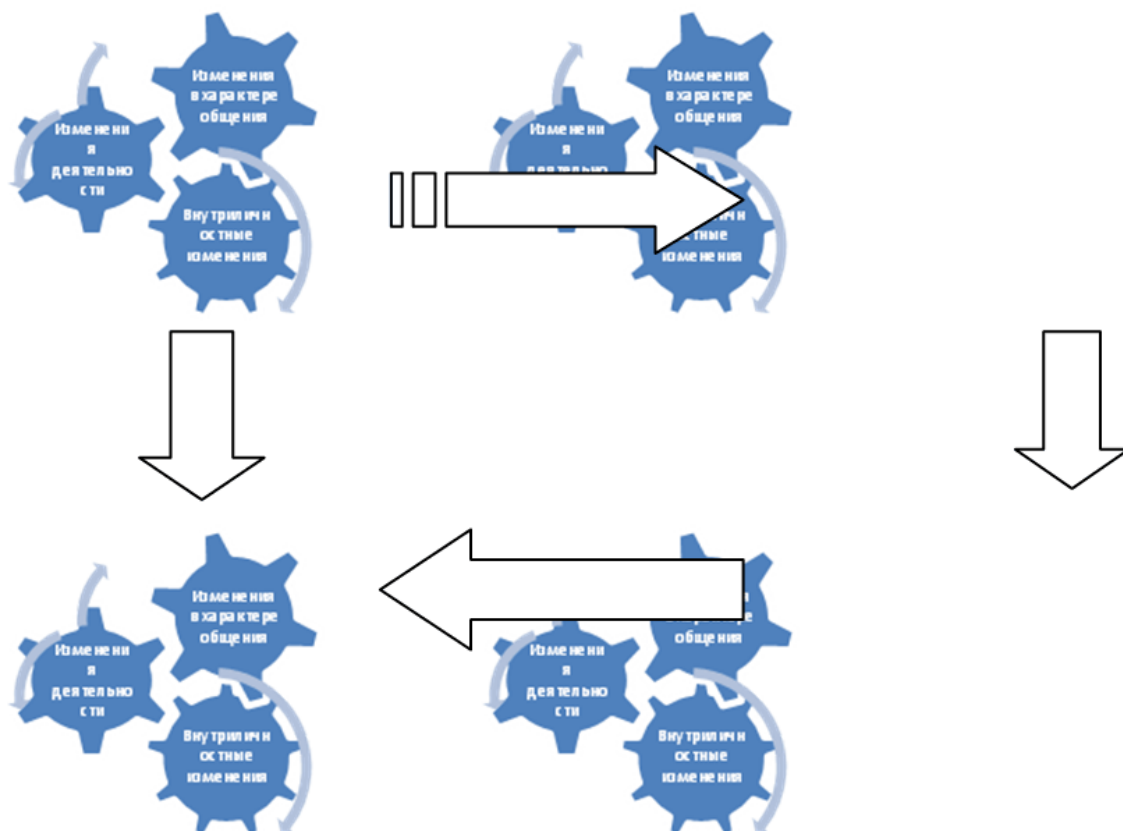 Изменения
в характере
общения
Изменени
я
деятельно
сти
Внутриличн
остные
изменения
Изменения
в характере
общения
Изменени
я
Внутриличн
остные
изменения
Изменения
в характере
общения
Изменени
я
деятельно
сти
Внутриличн
остные
изменения
общения
Изменени
я
деятельно
сти
Внутриличн
остные
изменения